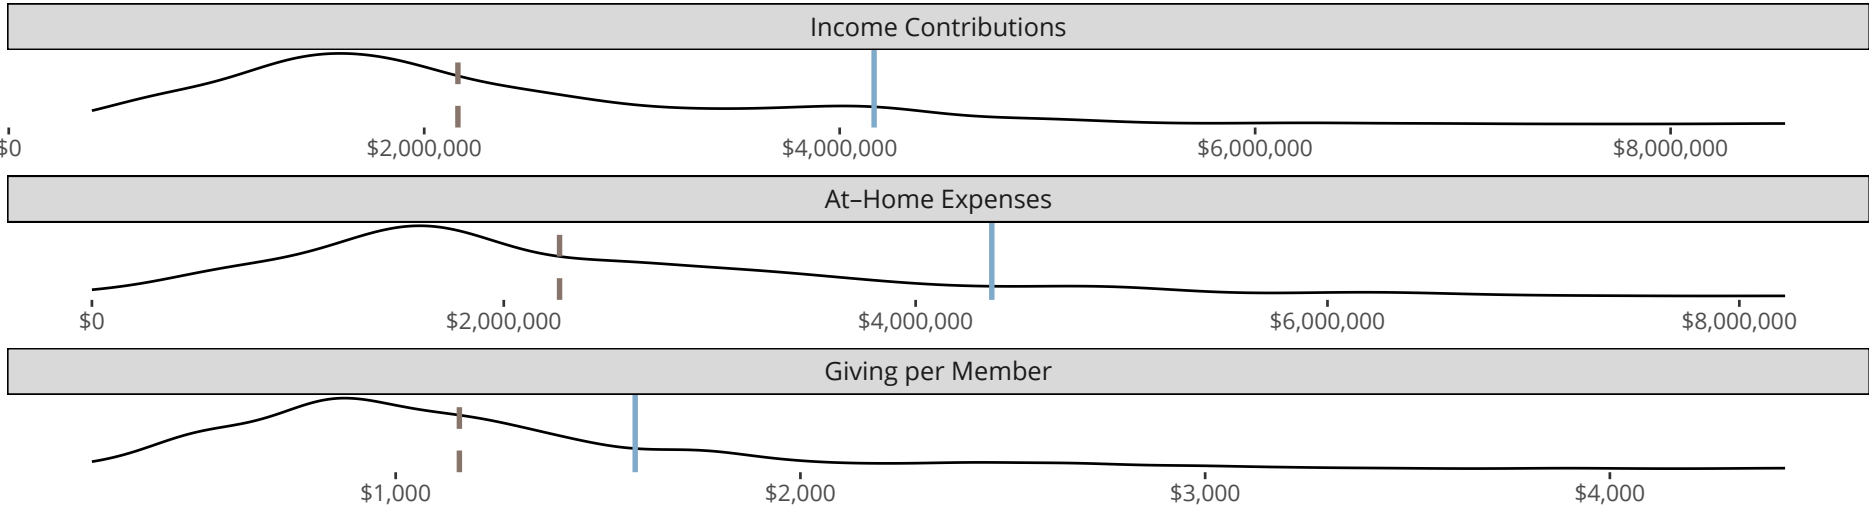 Income Contributions
$0 $2,000,000 $4,000,000 $6,000,000 $8,000,000
At–Home Expenses
$0 $2,000,000 $4,000,000 $6,000,000 $8,000,000
Giving per Member
$1,000 $2,000 $3,000 $4,000